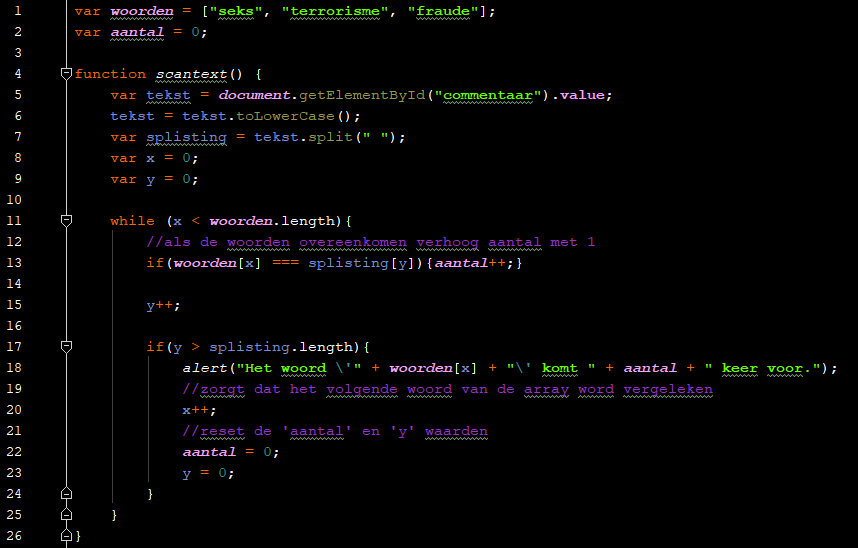 1 var woorden = ["seks", "terrorisme", "fraude"];
2 var aantal = 0;
3
4 function scantext() {
5 var tekst = document.getElementById("commentaar").value;
6 tekst = tekst.toLowerCase();
7 var splisting = tekst.split(" ");
8 var x = 0;
9 var y = 0;
10
11 while (x < woorden.length){
12 //als de woorden overeenkomen verhoog aantal met 1
13 if(woorden[x] === splisting[y]){aantal++;}
14
15 y++;
16
17 if(y > splisting.length){
18 alert("Het woord \'" + woorden[x] + "\' komt " + aantal + " keer voor.");
19 //zorgt dat het volgende woord van de array word vergeleken
20 x++;
21 //reset de 'aantal' en 'y' waarden
22 aantal = 0;
23 y = 0;
24 }
25 }
26 }